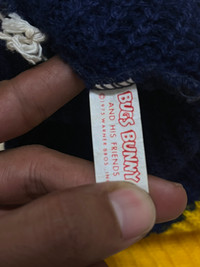 BUGS BUNNY
AND HIS FRIENDS
WARNER BROS. INC